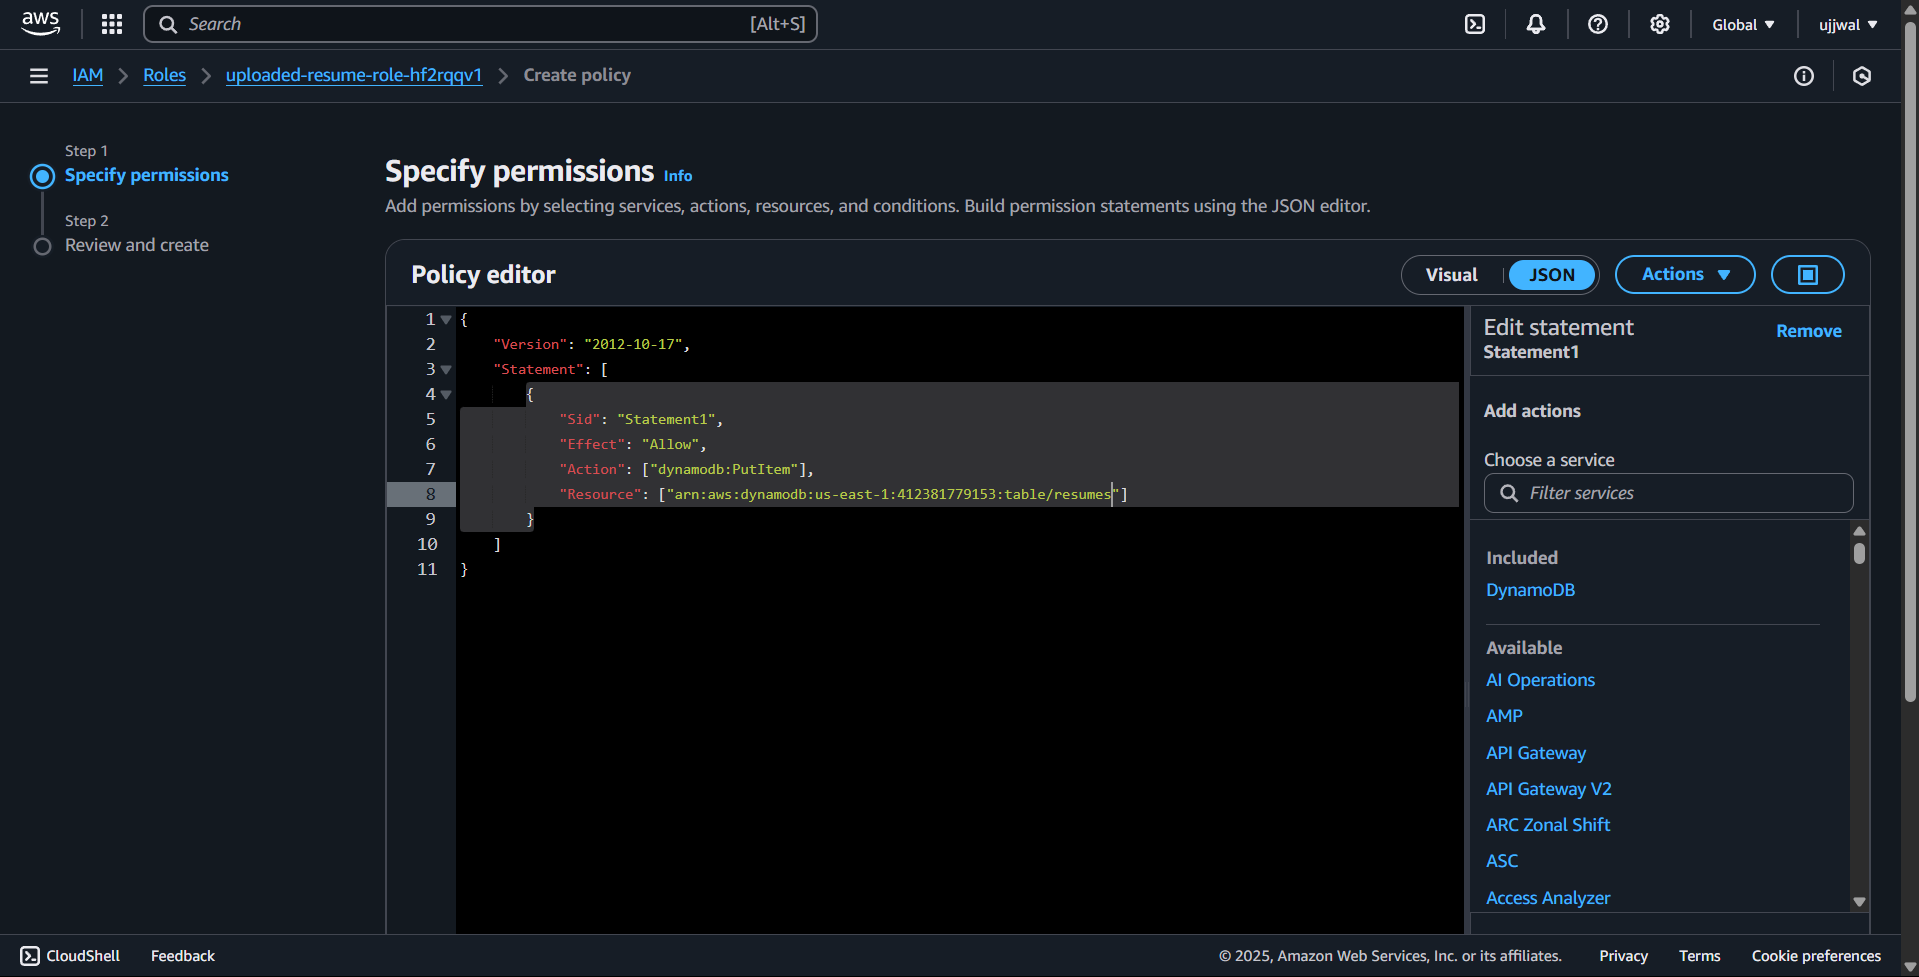 aws
Search [Alt+S]
Global ujjwal
IAM Roles uploaded-resume-role-hf2rqqv1 Create policy
Step 1
Specify permissions
Step 2
Review and create
Specify permissions Info
Add permissions by selecting services, actions, resources, and conditions. Build permission statements using the JSON editor.
Policy editor
Visual JSON Actions
1 {
2 "Version": "2012-10-17",
3 "Statement": [
4 {
5 "Sid": "Statement1",
6 "Effect": "Allow",
7 "Action": ["dynamodb:PutItem"],
8 "Resource": ["arn:aws:dynamodb:us-east-1:412381779153:table/resumes"]
9 }
10 ]
11 }
Edit statement
Remove
Statement1
Add actions
Choose a service
Filter services
Included
DynamoDB
Available
AI Operations
AMP
API Gateway
API Gateway V2
ARC Zonal Shift
ASC
Access Analyzer
CloudShell Feedback
© 2025, Amazon Web Services, Inc. or its affiliates. Privacy Terms Cookie preferences